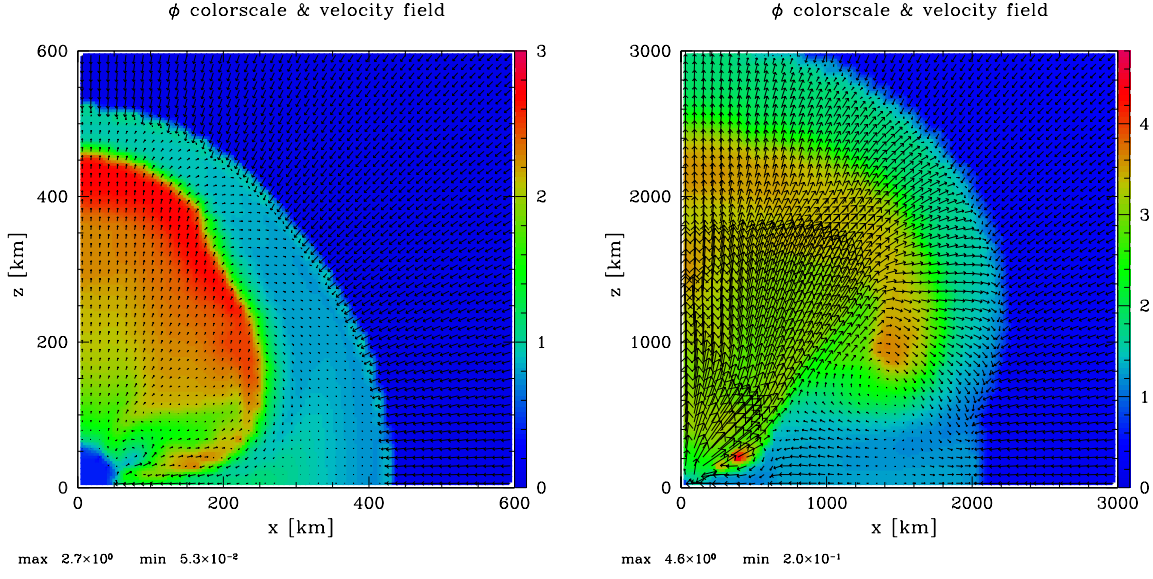 ϕ colorscale & velocity field
600
400
200
0
z [km]
0 200 400 600
x [km]
3
2
1
0
max 2.7×10⁰ min 5.3×10⁻²
ϕ colorscale & velocity field
3000
2000
1000
0
z [km]
0 1000 2000 3000
x [km]
4
3
2
1
0
max 4.6×10⁰ min 2.0×10⁻¹